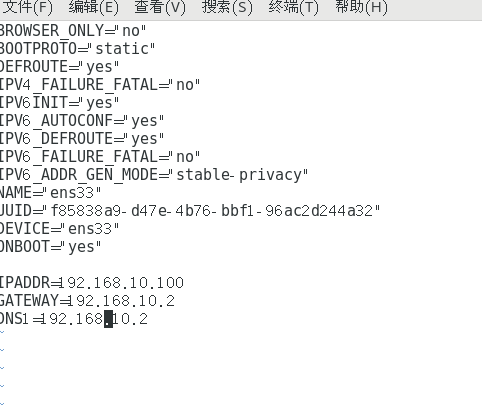 文件(F) 编辑(E) 查看(V) 搜索(S) 终端(T) 帮助(H)
BROWSER_ONLY="no"
BOOTPROTO="static"
DEFROUTE="yes"
IPV4_FAILURE_FATAL="no"
IPV6INIT="yes"
IPV6_AUTOCONF="yes"
IPV6_DEFROUTE="yes"
IPV6_FAILURE_FATAL="no"
IPV6_ADDR_GEN_MODE="stable-privacy"
NAME="ens33"
UUID="f85838a9-d47e-4b76-bbf1-96ac2d244a32"
DEVICE="ens33"
ONBOOT="yes"
IPADDR=192.168.10.100
GATEWAY=192.168.10.2
DNS1=192.168.10.2
~
~
~
~
~